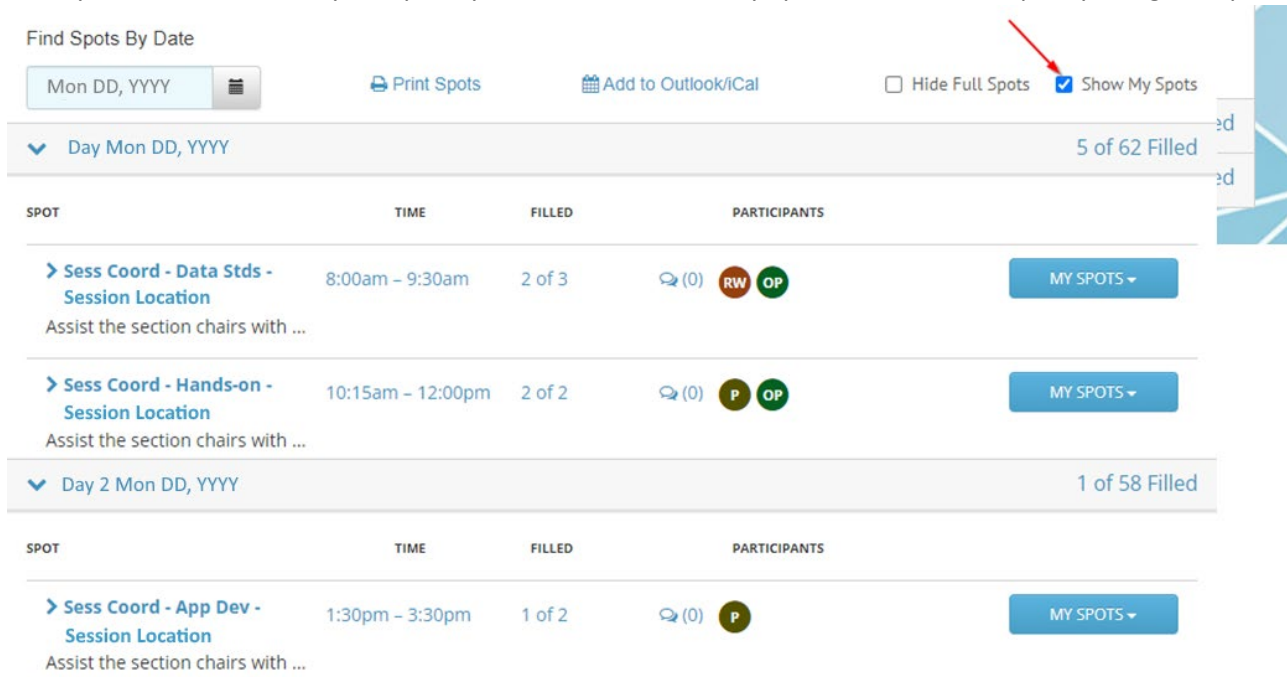 Find Spots By Date
Mon DD, YYYY Print Spots Add to Outlook/iCal Hide Full Spots Show My Spots
Day Mon DD, YYYY 5 of 62 Filled
SPOT TIME FILLED PARTICIPANTS
Sess Coord - Data Stds - 8:00am – 9:30am 2 of 3 (0) RW OP MY SPOTS
Session Location
Assist the section chairs with ...
Sess Coord - Hands-on - 10:15am – 12:00pm 2 of 2 (0) P OP MY SPOTS
Session Location
Assist the section chairs with ...
Day 2 Mon DD, YYYY 1 of 58 Filled
SPOT TIME FILLED PARTICIPANTS
Sess Coord - App Dev - 1:30pm – 3:30pm 1 of 2 (0) P MY SPOTS
Session Location
Assist the section chairs with ...